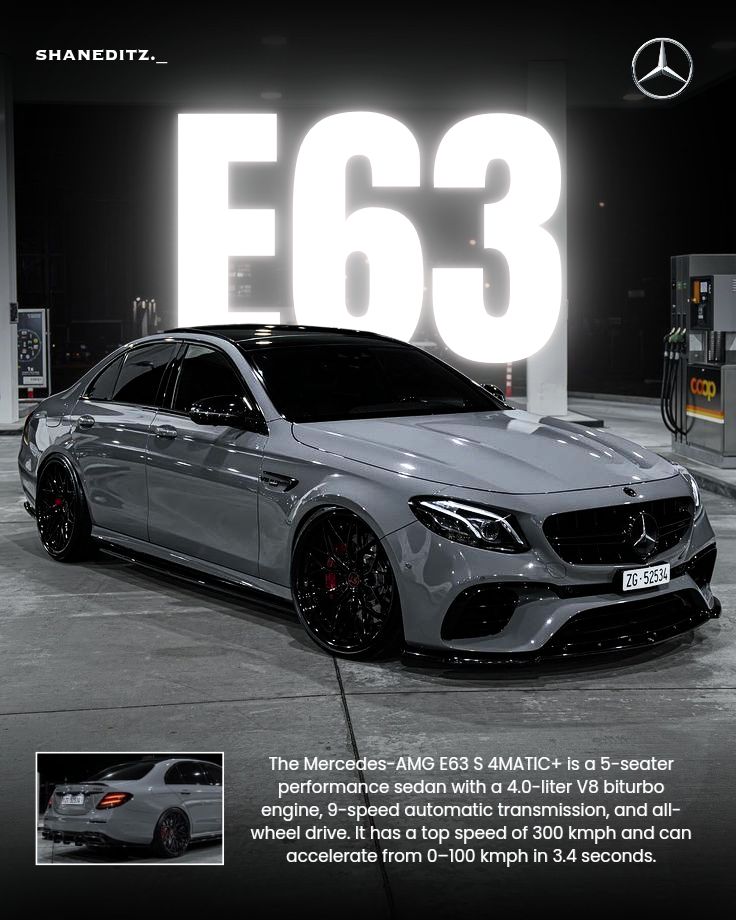 SHANEDITZ._
E63
coop
ZG·52534
The Mercedes-AMG E63 S 4MATIC+ is a 5-seater
performance sedan with a 4.0-liter V8 biturbo
engine, 9-speed automatic transmission, and all-
wheel drive. It has a top speed of 300 kmph and can
accelerate from 0–100 kmph in 3.4 seconds.